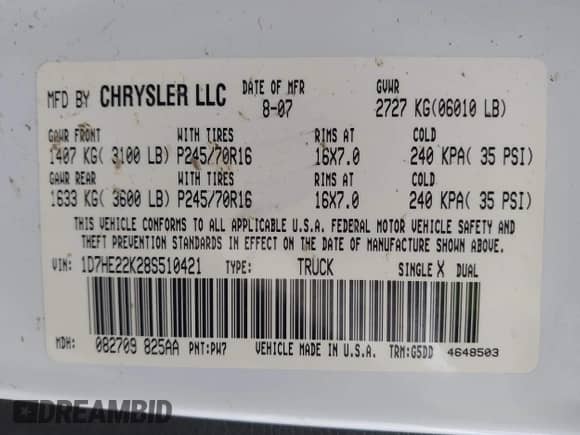 MFD BY CHRYSLER LLC DATE OF MFR GVWR
8-07 2727 KG(06010 LB)
GAWR FRONT WITH TIRES RIMS AT COLD
1407 KG( 3100 LB) P245/70R16 16X7.0 240 KPA( 35 PSI)
GAWR REAR WITH TIRES RIMS AT COLD
1633 KG( 3600 LB) P245/70R16 16X7.0 240 KPA( 35 PSI)
THIS VEHICLE CONFORMS TO ALL APPLICABLE U.S.A. FEDERAL MOTOR VEHICLE SAFETY AND
THEFT PREVENTION STANDARDS IN EFFECT ON THE DATE OF MANUFACTURE SHOWN ABOVE.
VIN: 1D7HE22K28S510421 TYPE: TRUCK SINGLE X DUAL
MDH: 082709 825AA PNT:PW7 VEHICLE MADE IN U.S.A. TRM:G5DD 4648503
DREAMBID